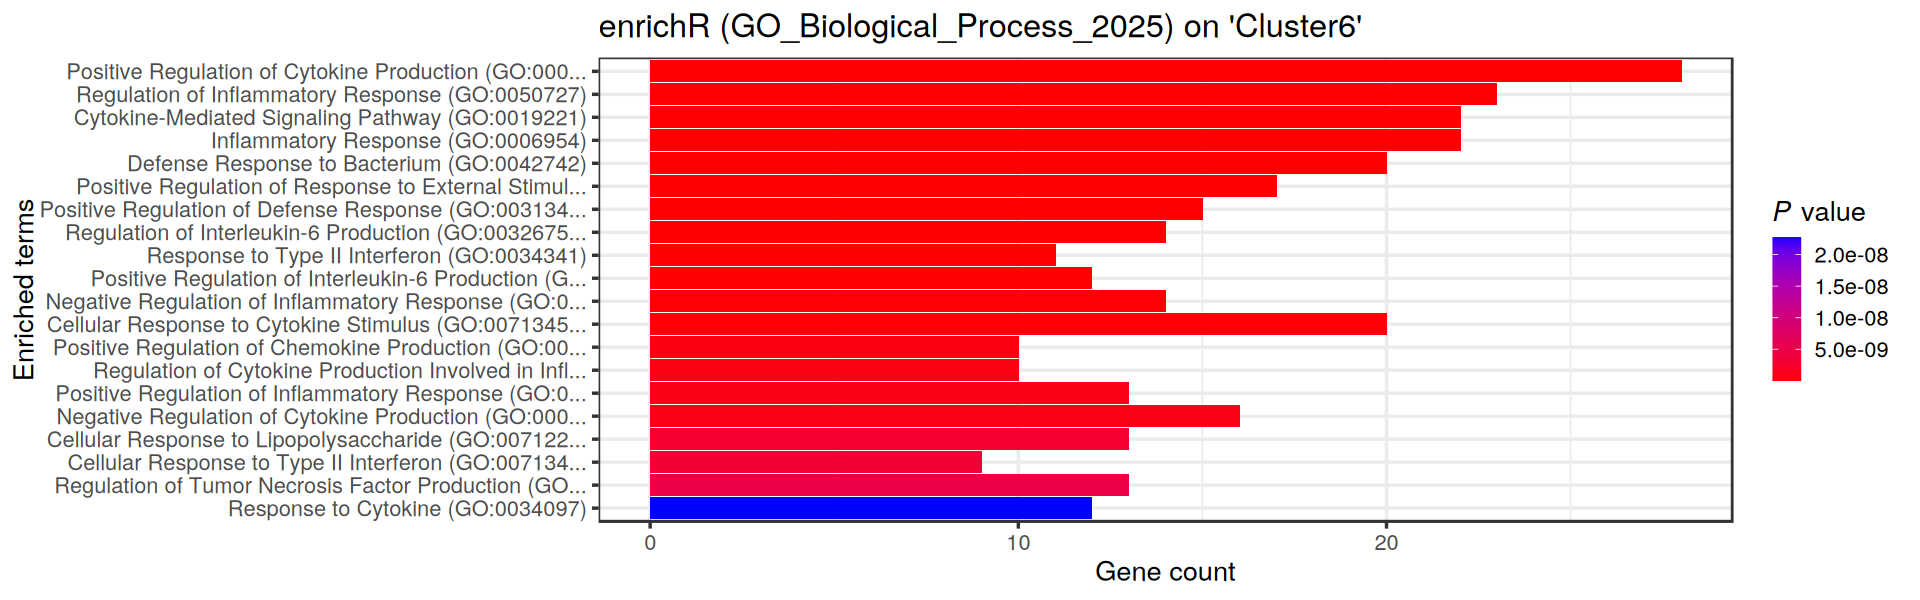 enrichR (GO_Biological_Process_2025) on 'Cluster6'
Enriched terms
Positive Regulation of Cytokine Production (GO:000...
Regulation of Inflammatory Response (GO:0050727)
Cytokine-Mediated Signaling Pathway (GO:0019221)
Inflammatory Response (GO:0006954)
Defense Response to Bacterium (GO:0042742)
Positive Regulation of Response to External Stimul...
Positive Regulation of Defense Response (GO:003134...
Regulation of Interleukin-6 Production (GO:0032675...
Response to Type II Interferon (GO:0034341)
Positive Regulation of Interleukin-6 Production (G...
Negative Regulation of Inflammatory Response (GO:0...
Cellular Response to Cytokine Stimulus (GO:0071345...
Positive Regulation of Chemokine Production (GO:00...
Regulation of Cytokine Production Involved in Infl...
Positive Regulation of Inflammatory Response (GO:0...
Negative Regulation of Cytokine Production (GO:000...
Cellular Response to Lipopolysaccharide (GO:007122...
Cellular Response to Type II Interferon (GO:007134...
Regulation of Tumor Necrosis Factor Production (GO...
Response to Cytokine (GO:0034097)
0 10 20
Gene count
P value
2.0e-08
1.5e-08
1.0e-08
5.0e-09